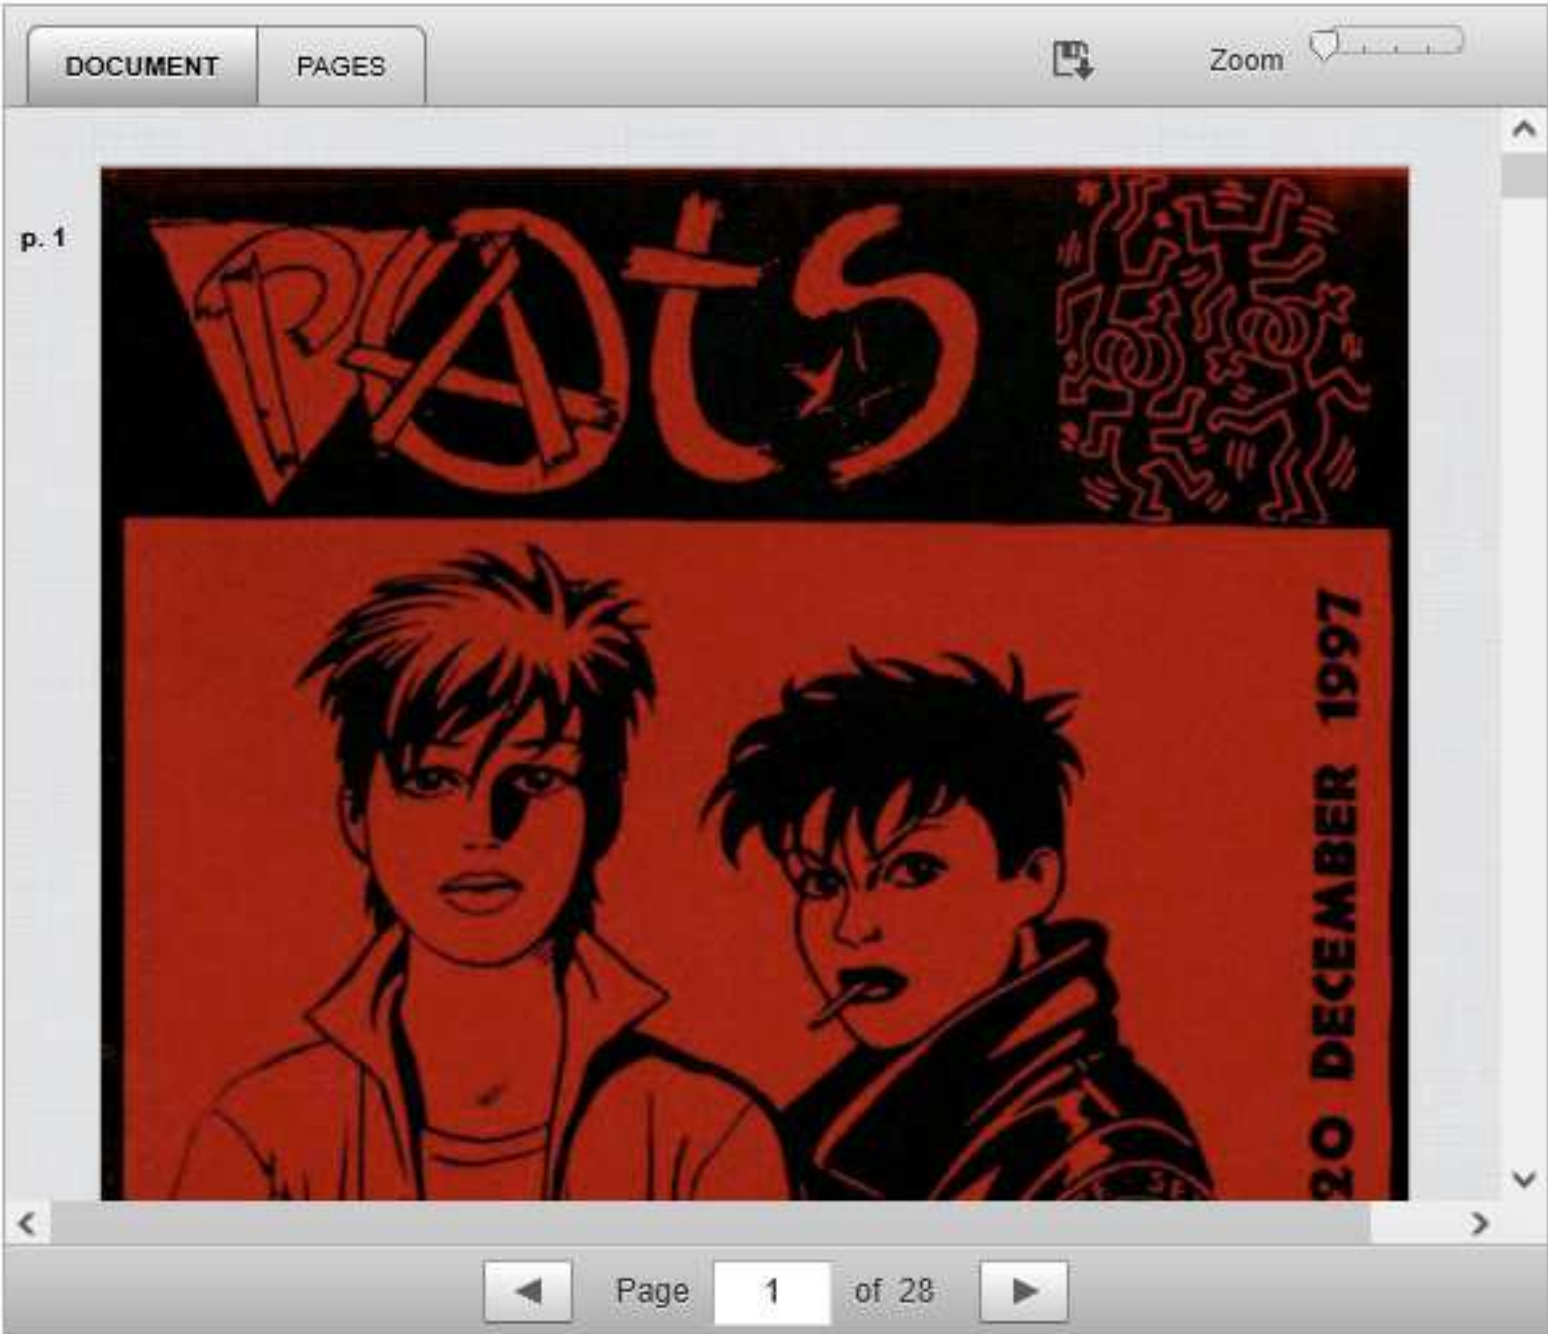 DOCUMENT PAGES Zoom
p. 1
RAts
20 DECEMBER 1997
Page 1 of 28